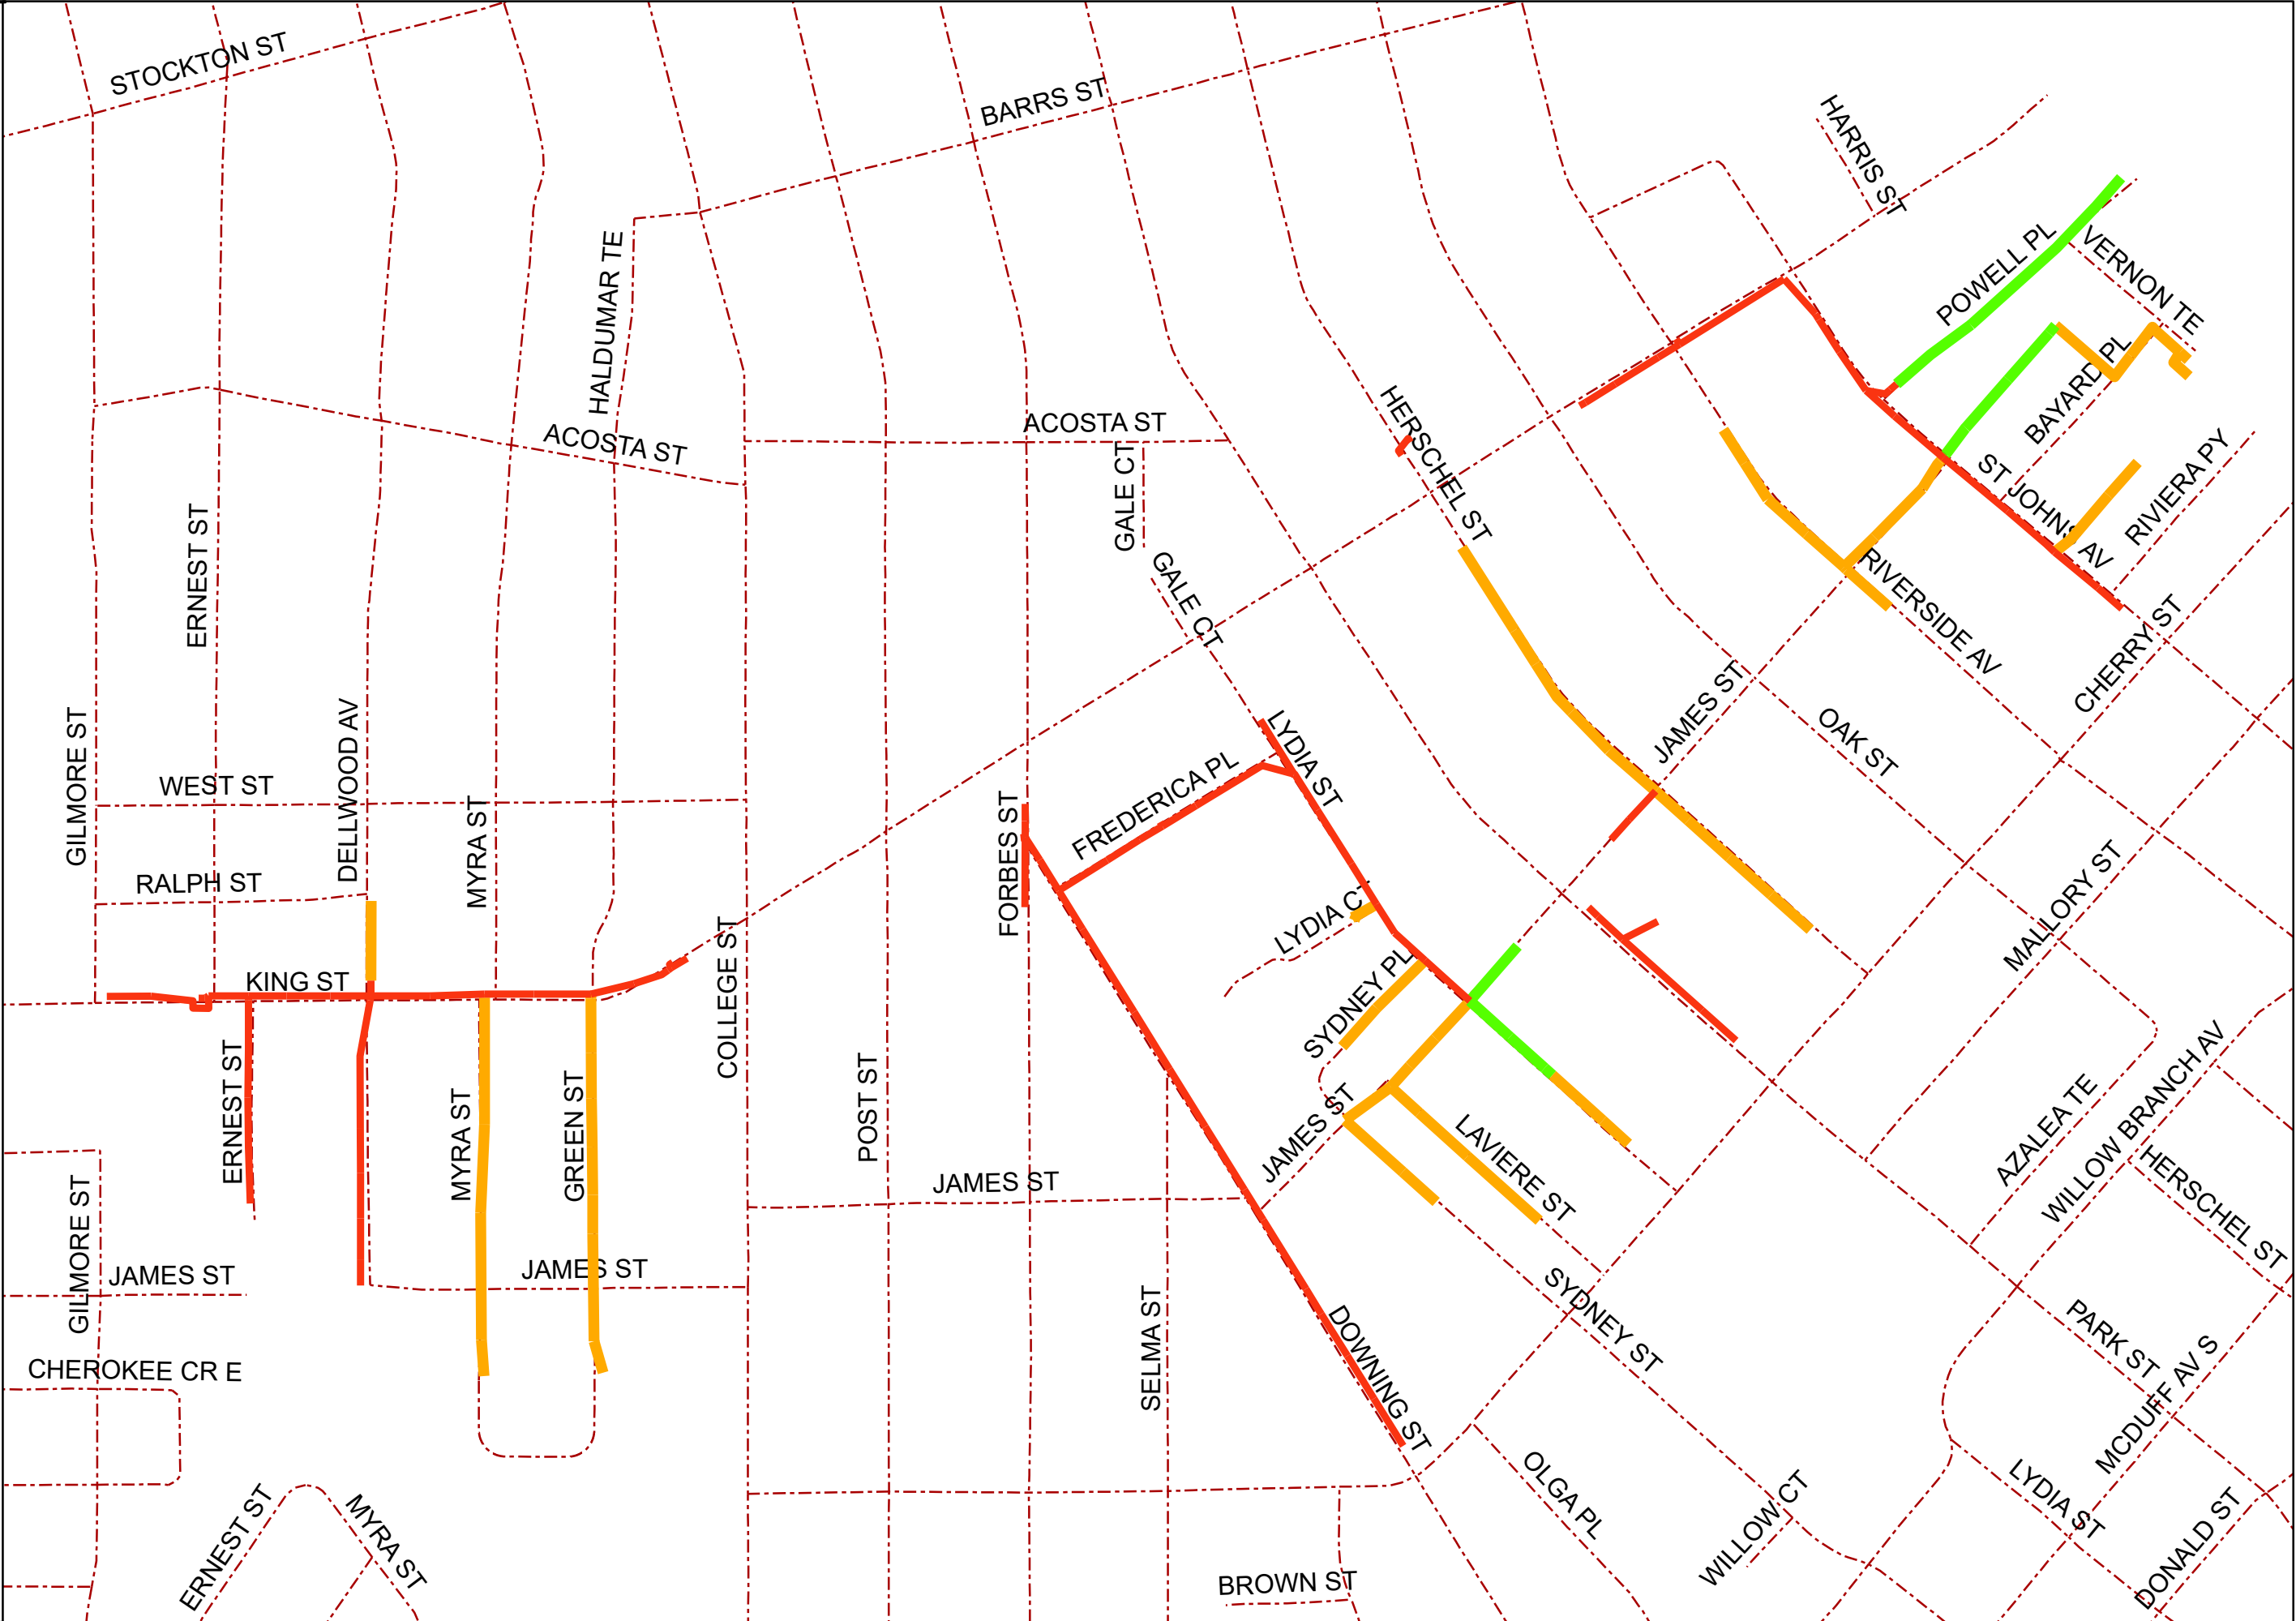 STOCKTON ST
BARRS ST
HARRIS ST
POWELL PL
VERNON TE
HALDUMAR TE
BAYARD PL
ACOSTA ST
ACOSTA ST
HERSCHEL ST
GALE CT
ST JOHNS AV
RIVIERA PY
ERNEST ST
GALE CT
RIVERSIDE AV
CHERRY ST
GILMORE ST
WEST ST
DELLWOOD AV
MYRA ST
LYDIA ST
JAMES ST
OAK ST
FREDERICA PL
FORBES ST
RALPH ST
MALLORY ST
LYDIA CT
KING ST
COLLEGE ST
SYDNEY PL
ERNEST ST
MYRA ST
GREEN ST
POST ST
JAMES ST
LAVIERE ST
AZALEA TE
WILLOW BRANCH AV
HERSCHEL ST
JAMES ST
GILMORE ST
JAMES ST
JAMES ST
SELMA ST
DOWNING ST
SYDNEY ST
PARK ST
MCDUFF AV S
CHEROKEE CR E
ERNEST ST
MYRA ST
OLGA PL
WILLOW CT
LYDIA ST
DONALD ST
BROWN ST